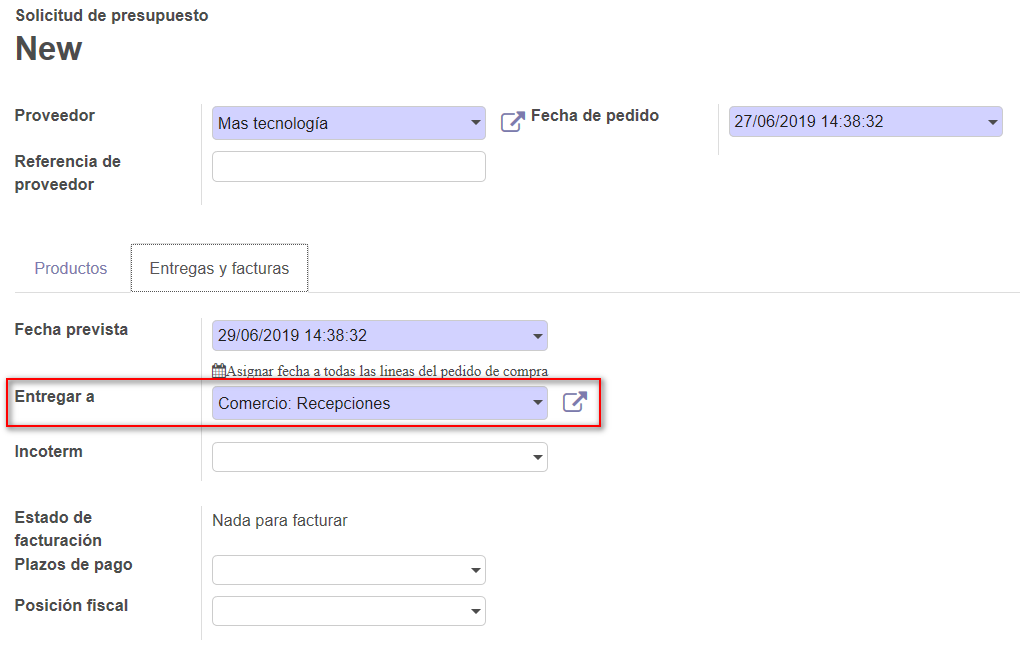 Solicitud de presupuesto
New
Proveedor
Mas tecnología
Fecha de pedido
27/06/2019 14:38:32
Referencia de
proveedor
Productos
Entregas y facturas
Fecha prevista
29/06/2019 14:38:32
Asignar fecha a todas las líneas del pedido de compra
Entregar a
Comercio: Recepciones
Incoterm
Estado de
facturación
Nada para facturar
Plazos de pago
Posición fiscal